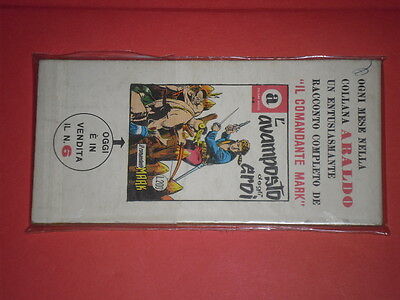 OGNI MESE NELLA
COLLANA ARALDO
UN ENTUSIASMANTE
RACCONTO COMPLETO DE
"IL COMANDANTE MARK"
a
L'avamposto
degli
EROI
MARK
L.200
OGGI
È IN
VENDITA
IL N. 6